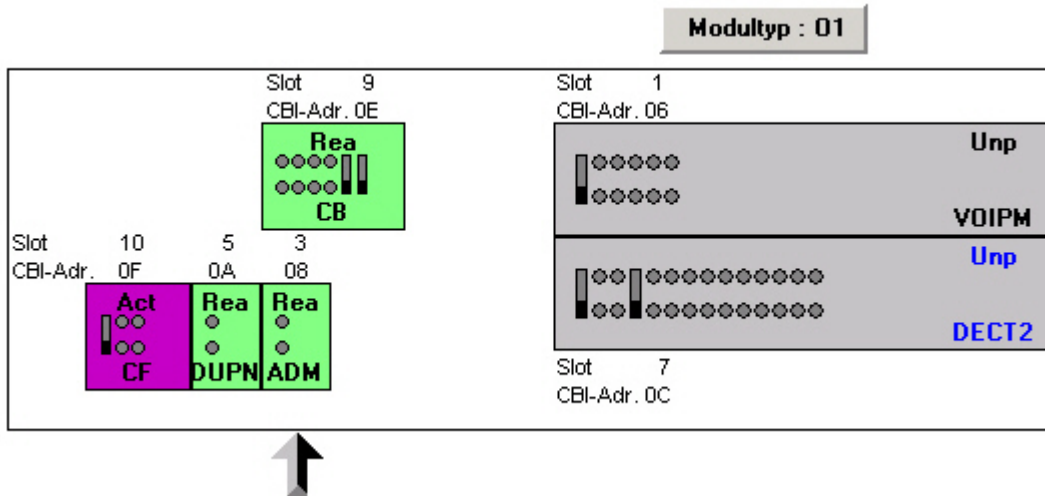 Modultyp : 01
Slot 9
CBI-Adr. 0E
Rea
CB
Slot 10 5 3
CBI-Adr. 0F 0A 08
Act Rea Rea
CF DUPN ADM
Slot 1
CBI-Adr. 06
Unp
VOIPM
Unp
DECT2
Slot 7
CBI-Adr. 0C